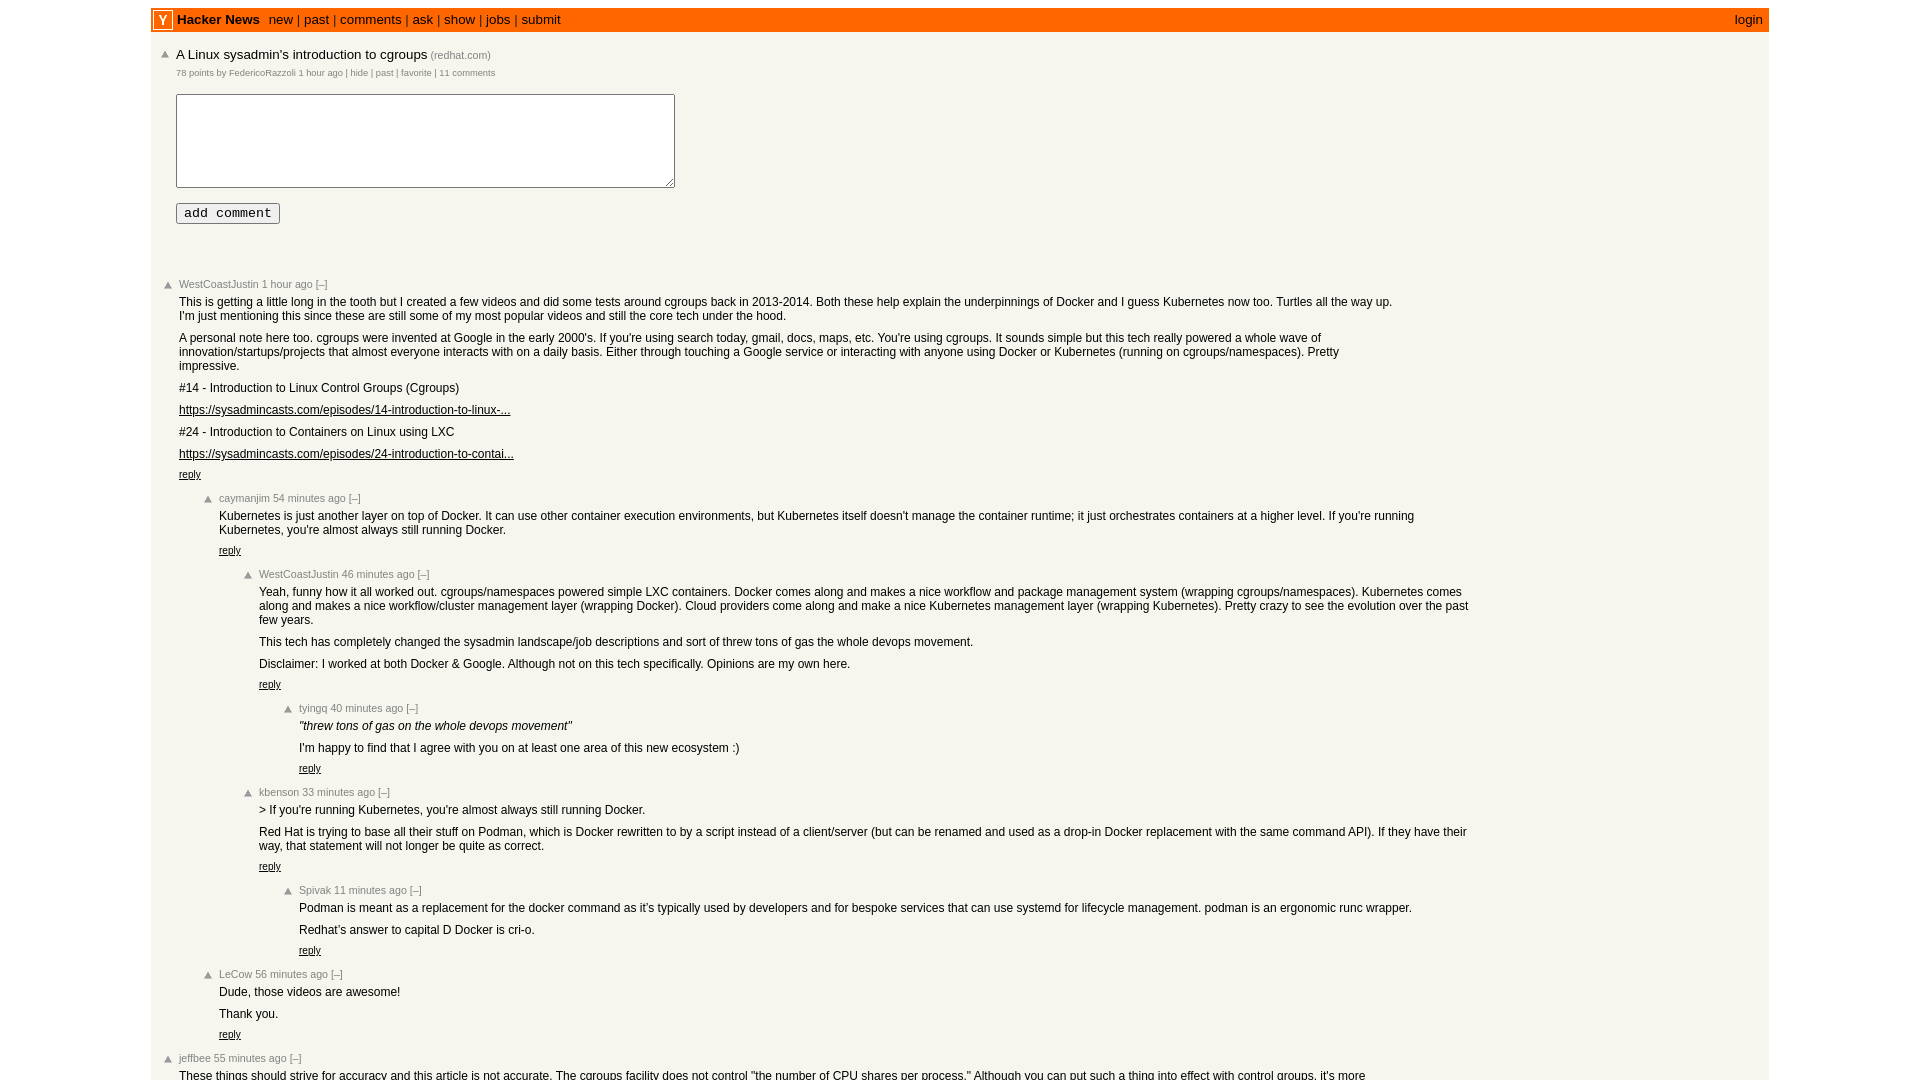 Y Hacker News new | past | comments | ask | show | jobs | submit login
A Linux sysadmin's introduction to cgroups (redhat.com)
78 points by FedericoRazzoli 1 hour ago | hide | past | favorite | 11 comments
add comment
WestCoastJustin 1 hour ago [–]
This is getting a little long in the tooth but I created a few videos and did some tests around cgroups back in 2013-2014. Both these help explain the underpinnings of Docker and I guess Kubernetes now too. Turtles all the way up.
I'm just mentioning this since these are still some of my most popular videos and still the core tech under the hood.
A personal note here too. cgroups were invented at Google in the early 2000's. If you're using search today, gmail, docs, maps, etc. You're using cgroups. It sounds simple but this tech really powered a whole wave of
innovation/startups/projects that almost everyone interacts with on a daily basis. Either through touching a Google service or interacting with anyone using Docker or Kubernetes (running on cgroups/namespaces). Pretty
impressive.
#14 - Introduction to Linux Control Groups (Cgroups)
https://sysadmincasts.com/episodes/14-introduction-to-linux-...
#24 - Introduction to Containers on Linux using LXC
https://sysadmincasts.com/episodes/24-introduction-to-contai...
reply
caymanjim 54 minutes ago [–]
Kubernetes is just another layer on top of Docker. It can use other container execution environments, but Kubernetes itself doesn't manage the container runtime; it just orchestrates containers at a higher level. If you're running
Kubernetes, you're almost always still running Docker.
reply
WestCoastJustin 46 minutes ago [–]
Yeah, funny how it all worked out. cgroups/namespaces powered simple LXC containers. Docker comes along and makes a nice workflow and package management system (wrapping cgroups/namespaces). Kubernetes comes
along and makes a nice workflow/cluster management layer (wrapping Docker). Cloud providers come along and make a nice Kubernetes management layer (wrapping Kubernetes). Pretty crazy to see the evolution over the past
few years.
This tech has completely changed the sysadmin landscape/job descriptions and sort of threw tons of gas the whole devops movement.
Disclaimer: I worked at both Docker & Google. Although not on this tech specifically. Opinions are my own here.
reply
tyingq 40 minutes ago [–]
"threw tons of gas on the whole devops movement"
I'm happy to find that I agree with you on at least one area of this new ecosystem :)
reply
kbenson 33 minutes ago [–]
> If you're running Kubernetes, you're almost always still running Docker.
Red Hat is trying to base all their stuff on Podman, which is Docker rewritten to by a script instead of a client/server (but can be renamed and used as a drop-in Docker replacement with the same command API). If they have their
way, that statement will not longer be quite as correct.
reply
Spivak 11 minutes ago [–]
Podman is meant as a replacement for the docker command as it’s typically used by developers and for bespoke services that can use systemd for lifecycle management. podman is an ergonomic runc wrapper.
Redhat’s answer to capital D Docker is cri-o.
reply
LeCow 56 minutes ago [–]
Dude, those videos are awesome!
Thank you.
reply
jeffbee 55 minutes ago [–]
These things should strive for accuracy and this article is not accurate. The cgroups facility does not control "the number of CPU shares per process." Although you can put such a thing into effect with control groups, it's more